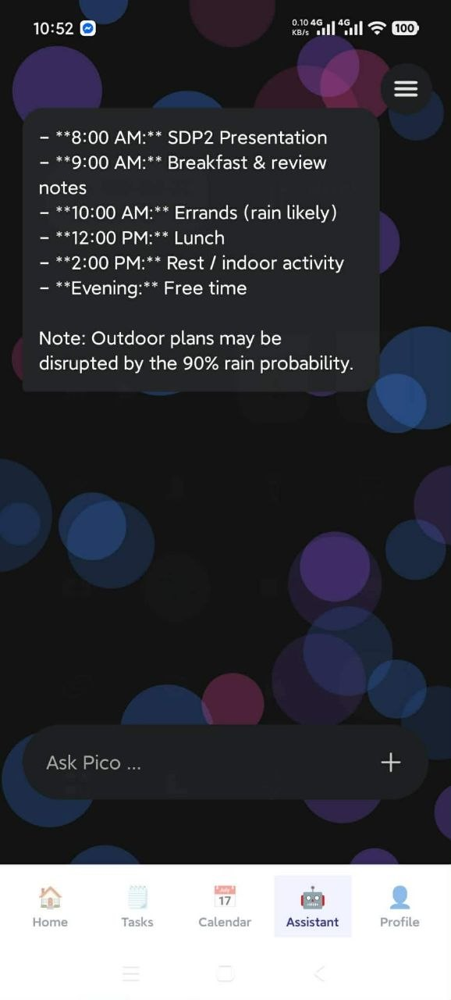 10:52
0.10 KB/s 4G 4G 100
– **8:00 AM:** SDP2 Presentation
– **9:00 AM:** Breakfast & review
notes
– **10:00 AM:** Errands (rain likely)
– **12:00 PM:** Lunch
– **2:00 PM:** Rest / indoor activity
– **Evening:** Free time
Note: Outdoor plans may be
disrupted by the 90% rain probability.
Ask Pico ...
July
17
Home Tasks Calendar Assistant Profile